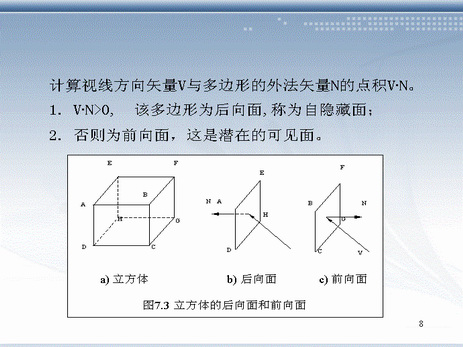 计算视线方向矢量V与多边形的外法矢量N的点积V·N。
1. V·N>0, 该多边形为后向面,称为自隐藏面;
2. 否则为前向面，这是潜在的可见面。
E F
A B
H G
D C
a) 立方体
E
N A
H
D
b) 后向面
F
B N
G
C V
c) 前向面
图7.3 立方体的后向面和前向面
8